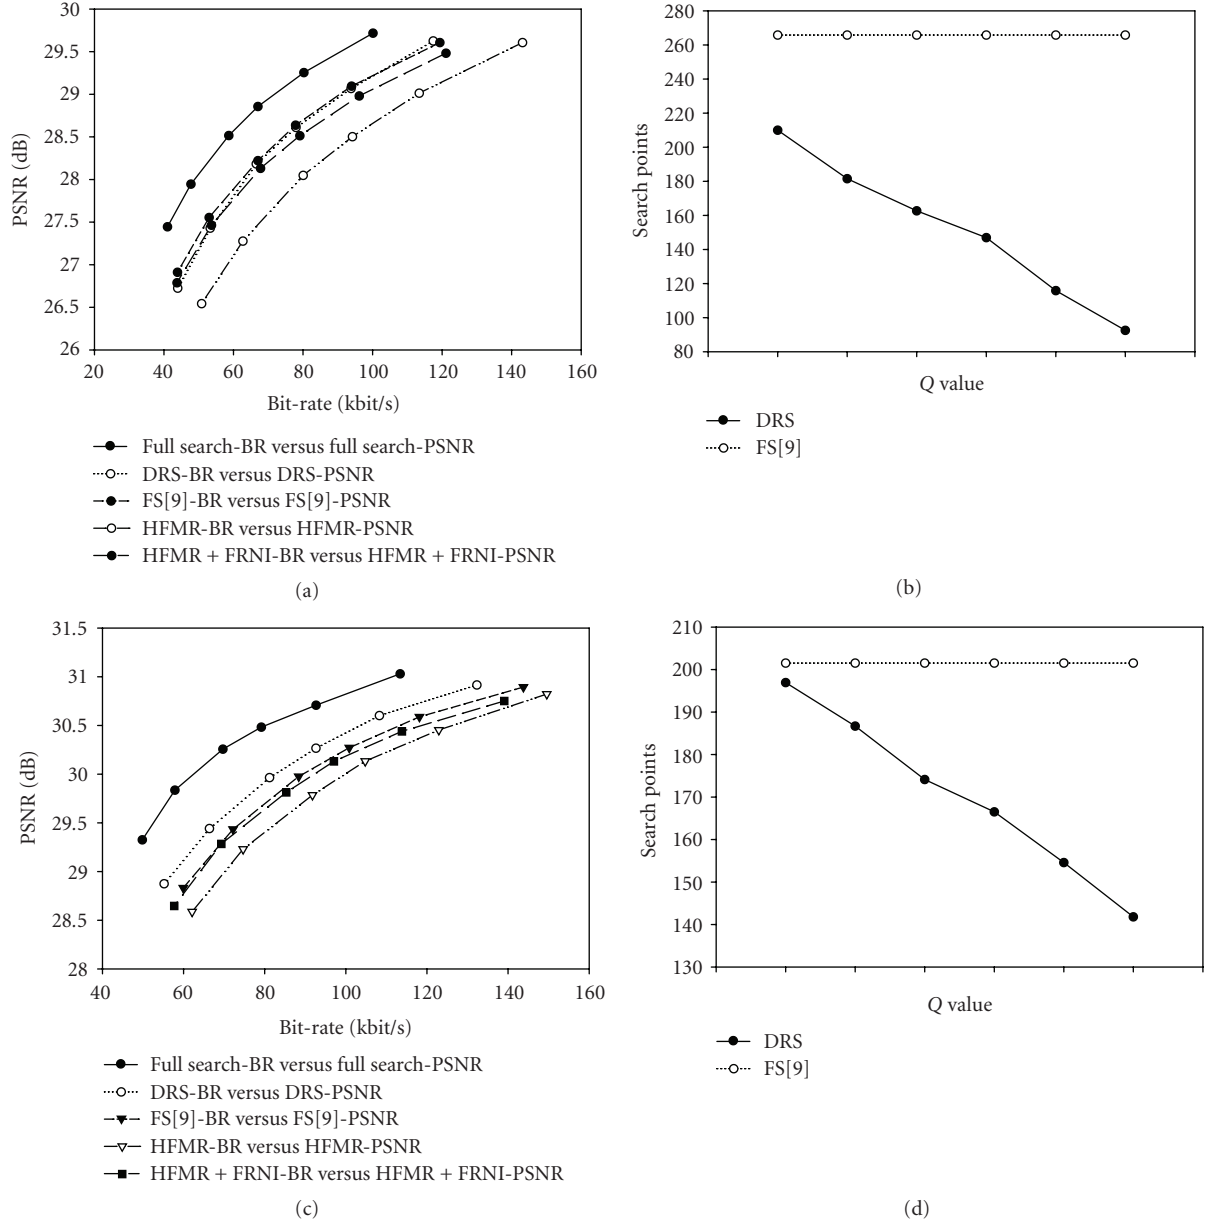 30
29.5
29
28.5
28
27.5
27
26.5
26
PSNR (dB)
20 40 60 80 100 120 140 160
Bit-rate (kbit/s)
Full search-BR versus full search-PSNR
DRS-BR versus DRS-PSNR
FS[9]-BR versus FS[9]-PSNR
HFMR-BR versus HFMR-PSNR
HFMR + FRNI-BR versus HFMR + FRNI-PSNR
(a)
280
260
240
220
200
180
160
140
120
100
80
Search points
Q value
DRS
FS[9]
(b)
31.5
31
30.5
30
29.5
29
28.5
28
PSNR (dB)
40 60 80 100 120 140 160
Bit-rate (kbit/s)
Full search-BR versus full search-PSNR
DRS-BR versus DRS-PSNR
FS[9]-BR versus FS[9]-PSNR
HFMR-BR versus HFMR-PSNR
HFMR + FRNI-BR versus HFMR + FRNI-PSNR
(c)
210
200
190
180
170
160
150
140
130
Search points
Q value
DRS
FS[9]
(d)